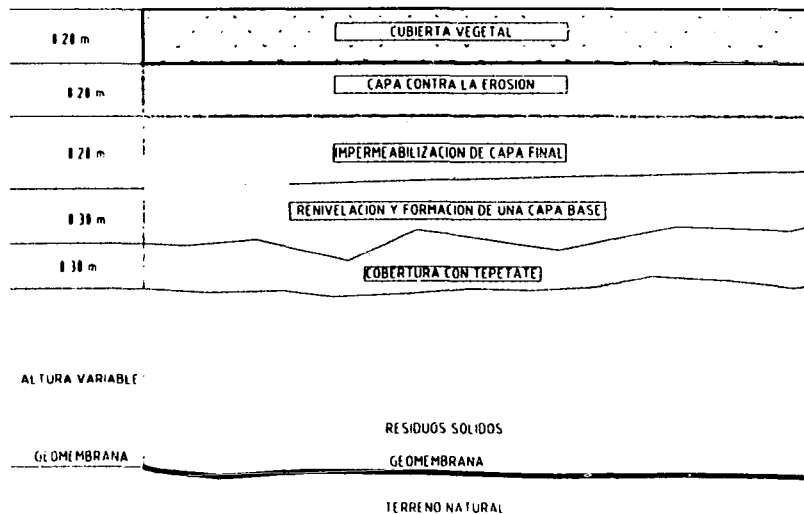 CUBIERTA VEGETAL
0.20 m
CAPA CONTRA LA EROSION
0.20 m
IMPERMEABILIZACION DE CAPA FINAL
0.20 m
RENIVELACION Y FORMACION DE UNA CAPA BASE
0.30 m
COBERTURA CON TEPETATE
0.30 m
ALTURA VARIABLE
RESIDUOS SOLIDOS
GEOMEMBRANA
GEOMEMBRANA
TERRENO NATURAL